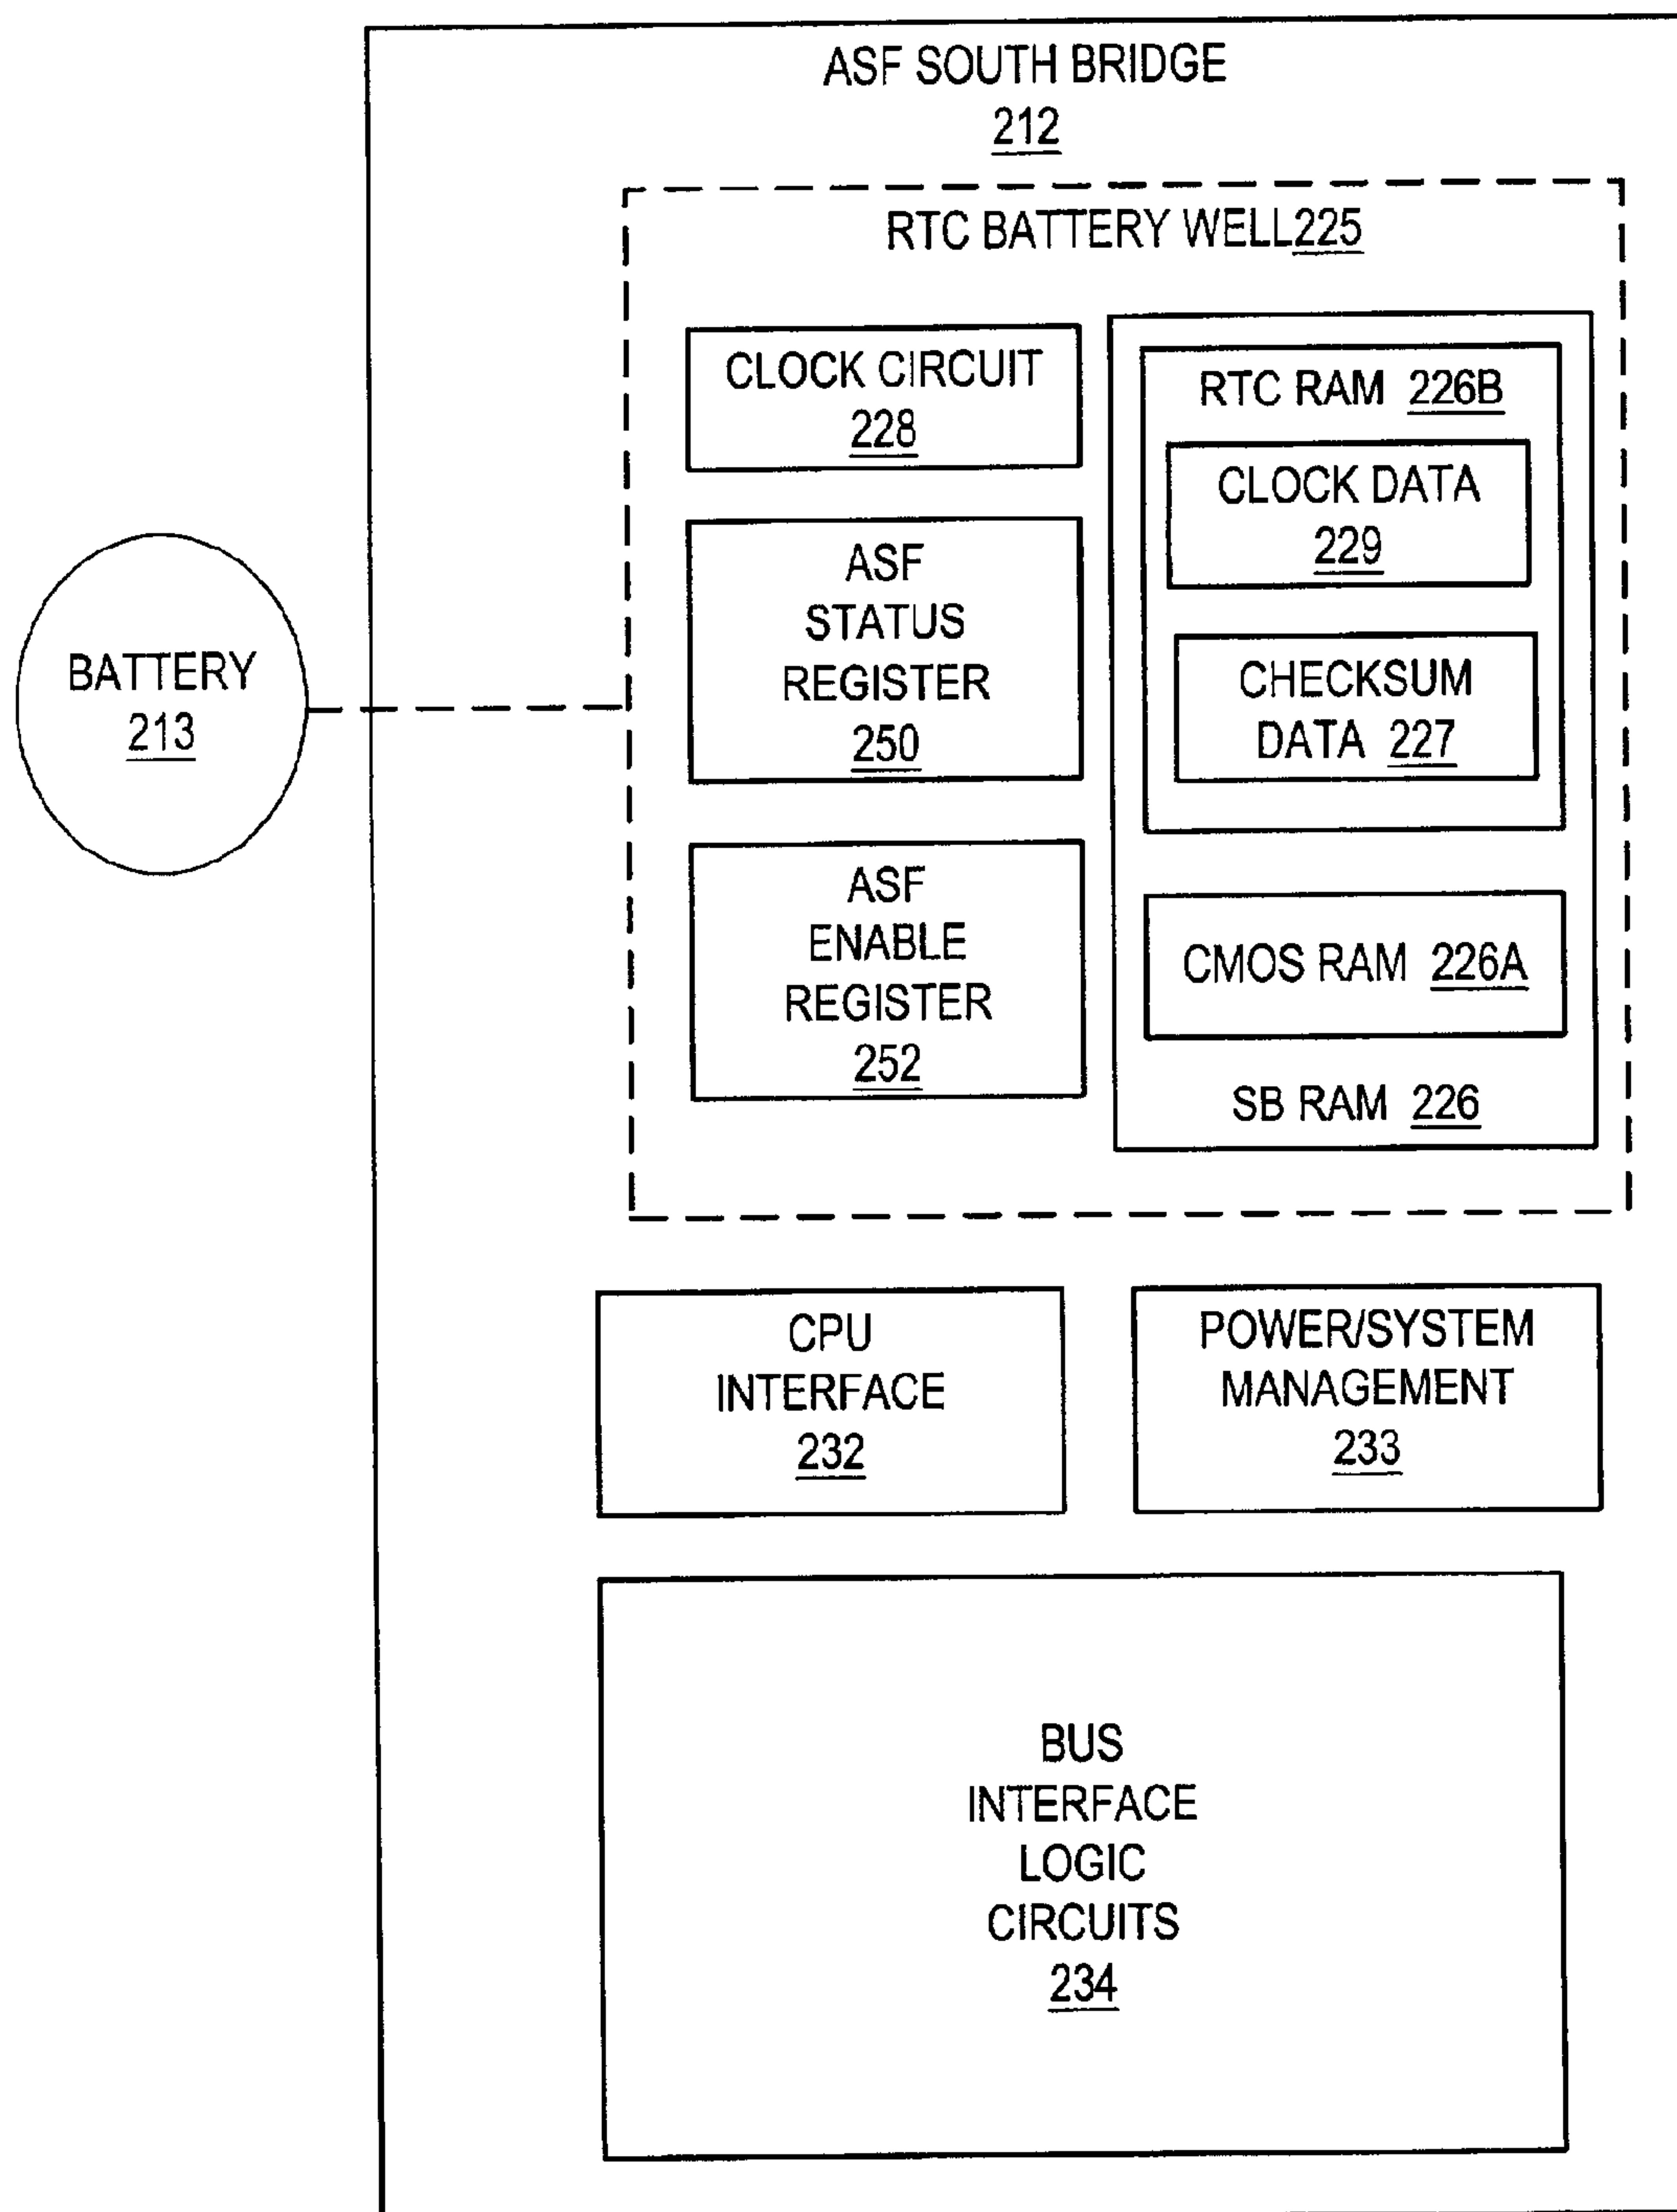 ASF SOUTH BRIDGE
212
RTC BATTERY WELL 225
CLOCK CIRCUIT
228
RTC RAM 226B
CLOCK DATA
229
CHECKSUM
DATA 227
ASF
STATUS
REGISTER
250
BATTERY
213
ASF
ENABLE
REGISTER
252
CMOS RAM 226A
SB RAM 226
CPU
INTERFACE
232
POWER/SYSTEM
MANAGEMENT
233
BUS
INTERFACE
LOGIC
CIRCUITS
234